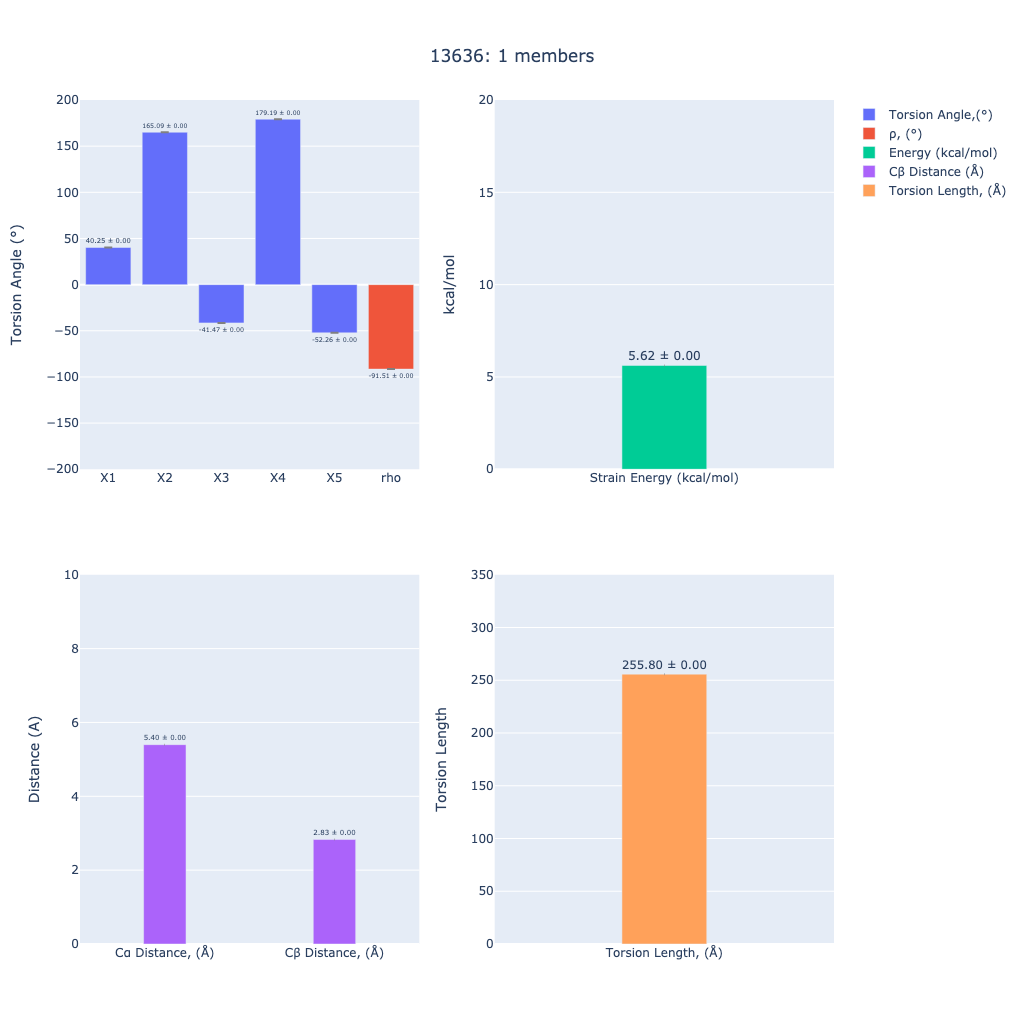 13636: 1 members
200
150
100
50
0
−50
−100
−150
−200
Torsion Angle (°)
40.25 ± 0.00
165.09 ± 0.00
-41.47 ± 0.00
179.19 ± 0.00
-52.26 ± 0.00
-91.51 ± 0.00
X1 X2 X3 X4 X5 rho
20
15
10
5
0
kcal/mol
5.62 ± 0.00
Strain Energy (kcal/mol)
Torsion Angle,(°)
ρ, (°)
Energy (kcal/mol)
Cβ Distance (Å)
Torsion Length, (Å)
10
8
6
4
2
0
Distance (A)
5.40 ± 0.00
2.83 ± 0.00
Cα Distance, (Å) Cβ Distance, (Å)
350
300
250
200
150
100
50
0
Torsion Length
255.80 ± 0.00
Torsion Length, (Å)